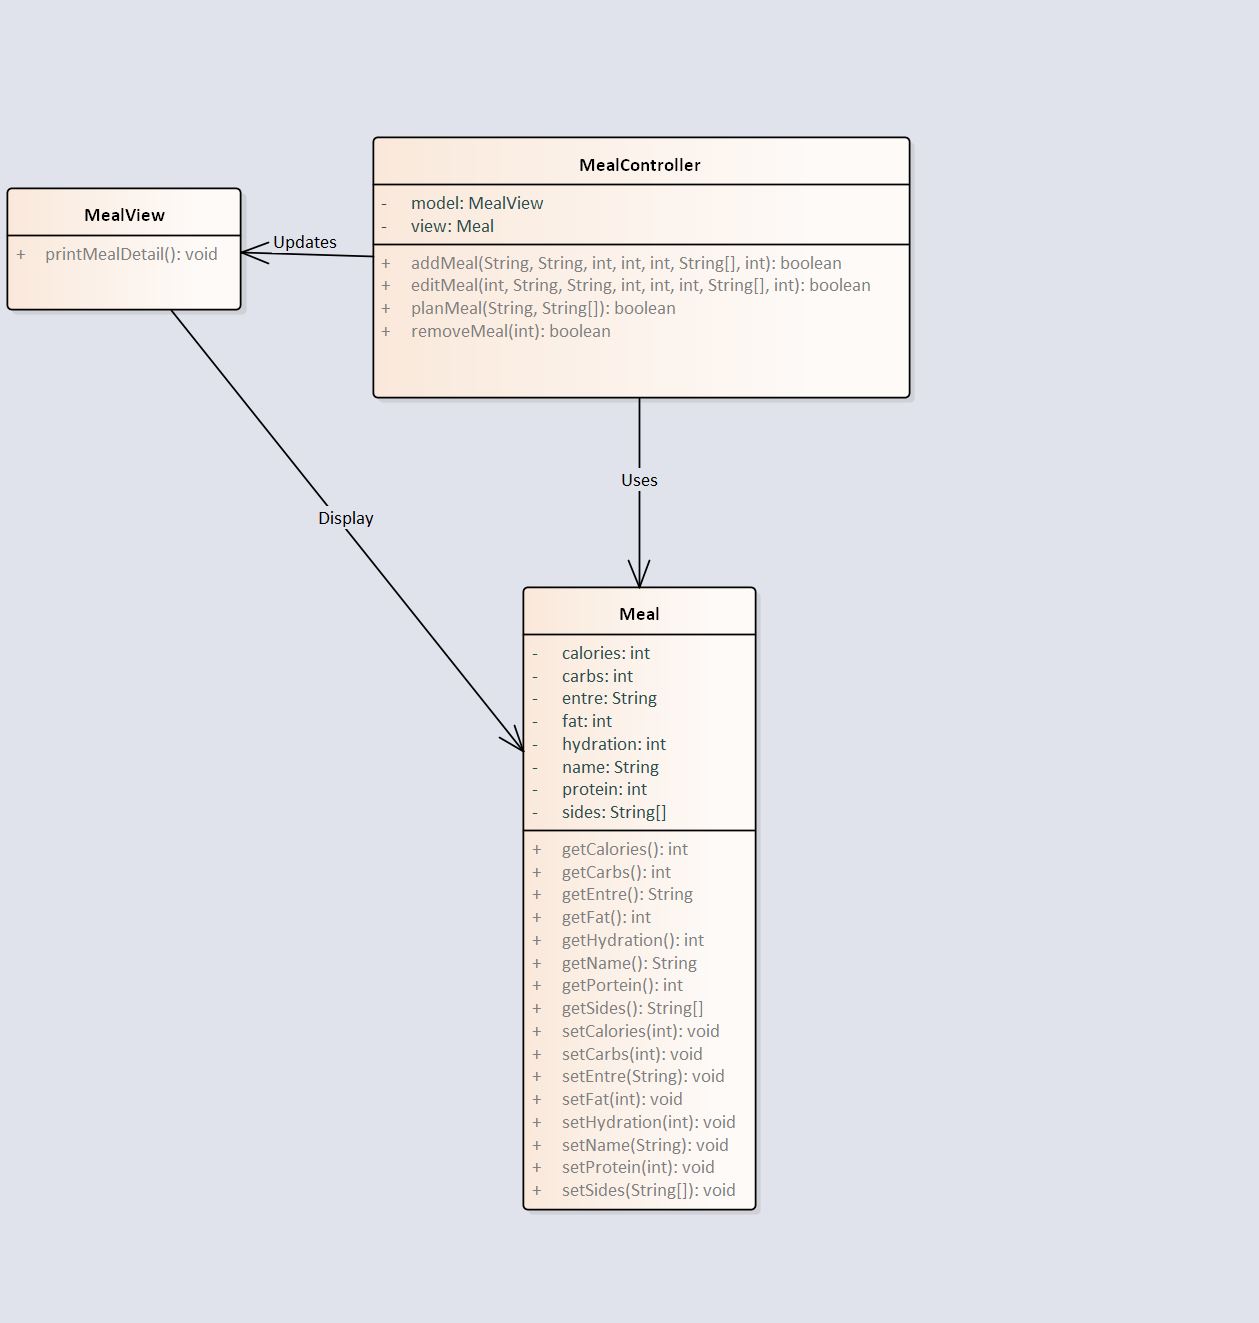 MealView
+ printMealDetail(): void
Updates
MealController
- model: MealView
- view: Meal
+ addMeal(String, String, int, int, int, String[], int): boolean
+ editMeal(int, String, String, int, int, int, String[], int): boolean
+ planMeal(String, String[]): boolean
+ removeMeal(int): boolean
Uses
Display
Meal
- calories: int
- carbs: int
- entre: String
- fat: int
- hydration: int
- name: String
- protein: int
- sides: String[]
+ getCalories(): int
+ getCarbs(): int
+ getEntre(): String
+ getFat(): int
+ getHydration(): int
+ getName(): String
+ getPortein(): int
+ getSides(): String[]
+ setCalories(int): void
+ setCarbs(int): void
+ setEntre(String): void
+ setFat(int): void
+ setHydration(int): void
+ setName(String): void
+ setProtein(int): void
+ setSides(String[]): void